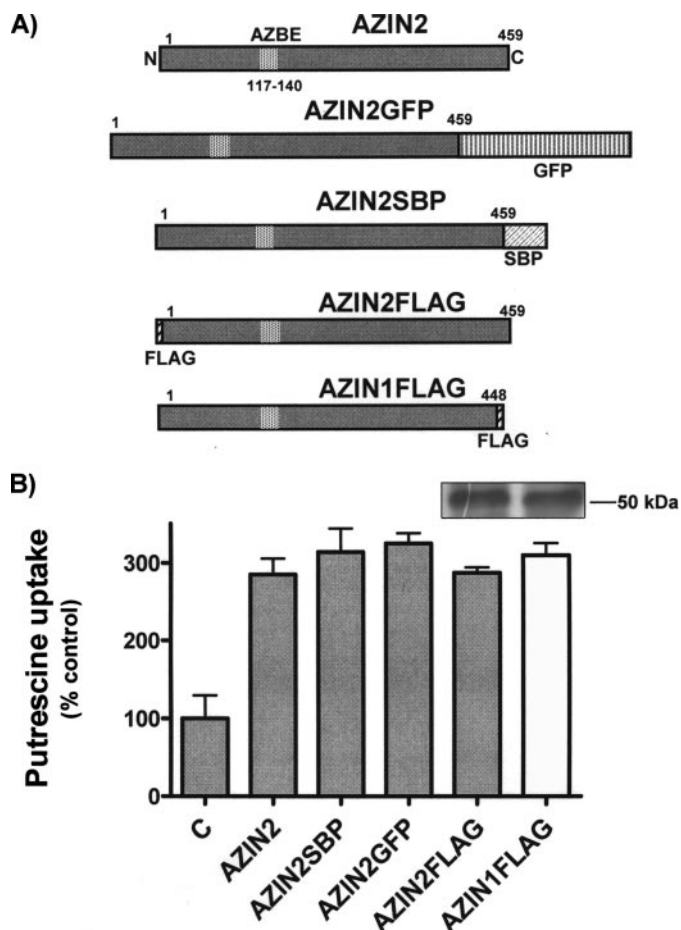 A)
AZIN2
1 AZBE 459
N C
117-140
AZIN2GFP
1 459
GFP
AZIN2SBP
1 459
SBP
AZIN2FLAG
1 459
FLAG
AZIN1FLAG
1 448
FLAG
B)
50 kDa
Putrescine uptake
(% control)
300
200
100
0
C
AZIN2
AZIN2SBP
AZIN2GFP
AZIN2FLAG
AZIN1FLAG